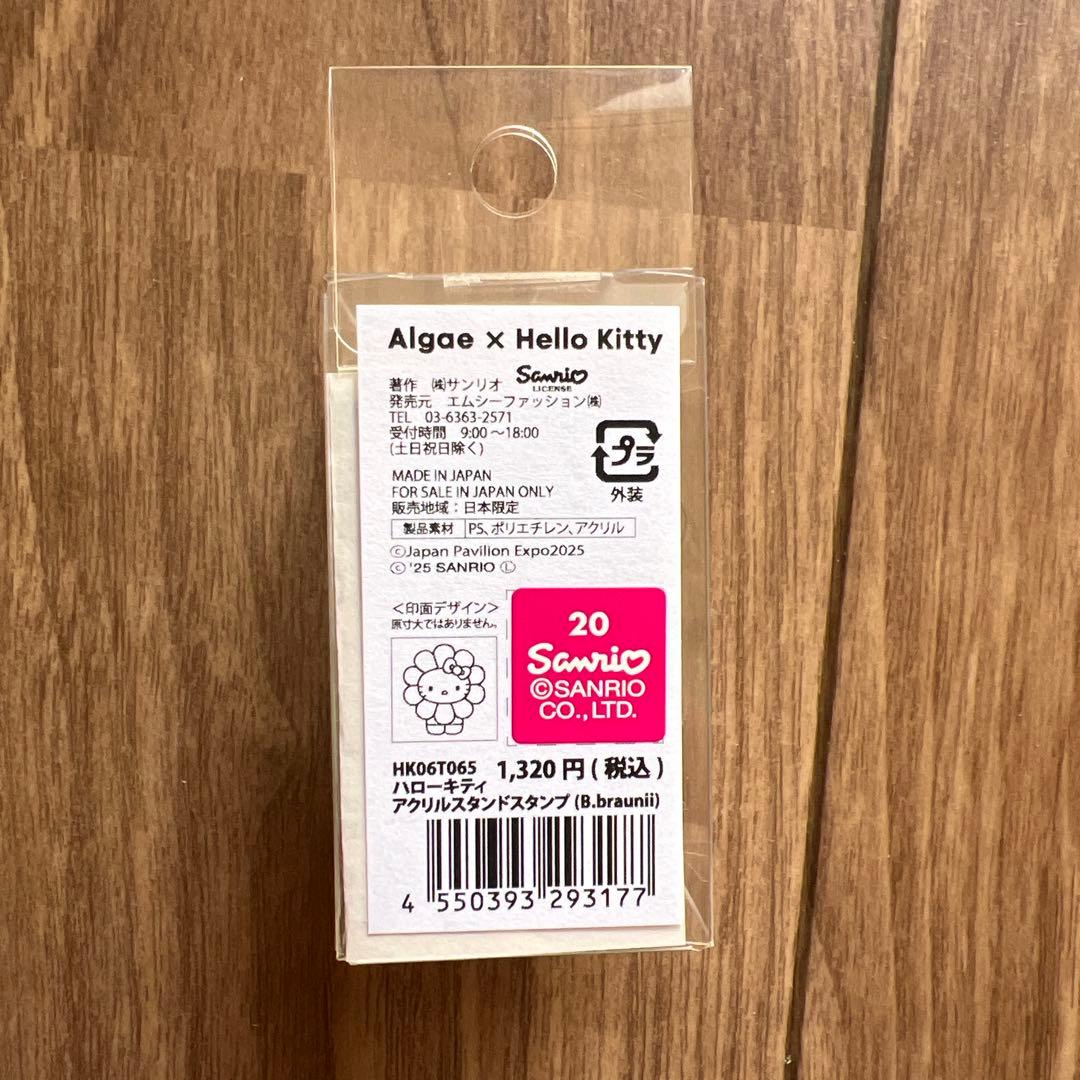 Algae × Hello Kitty
著作 ㈱サンリオ Sanrio LICENSE
発売元 エムシーファッション㈱
TEL 03-6363-2571
受付時間 9:00～18:00
(土日祝日除く)
プラ
外装
MADE IN JAPAN
FOR SALE IN JAPAN ONLY
販売地域：日本限定
製品素材 PS、ポリエチレン、アクリル
©Japan Pavilion Expo2025
© '25 SANRIO Ⓛ
＜印面デザイン＞
原寸大ではありません。
20
Sanrio
©SANRIO
CO.,LTD.
HK06T065 1,320円(税込)
ハローキティ
アクリルスタンドスタンプ (B.braunii)
4 550393 293177